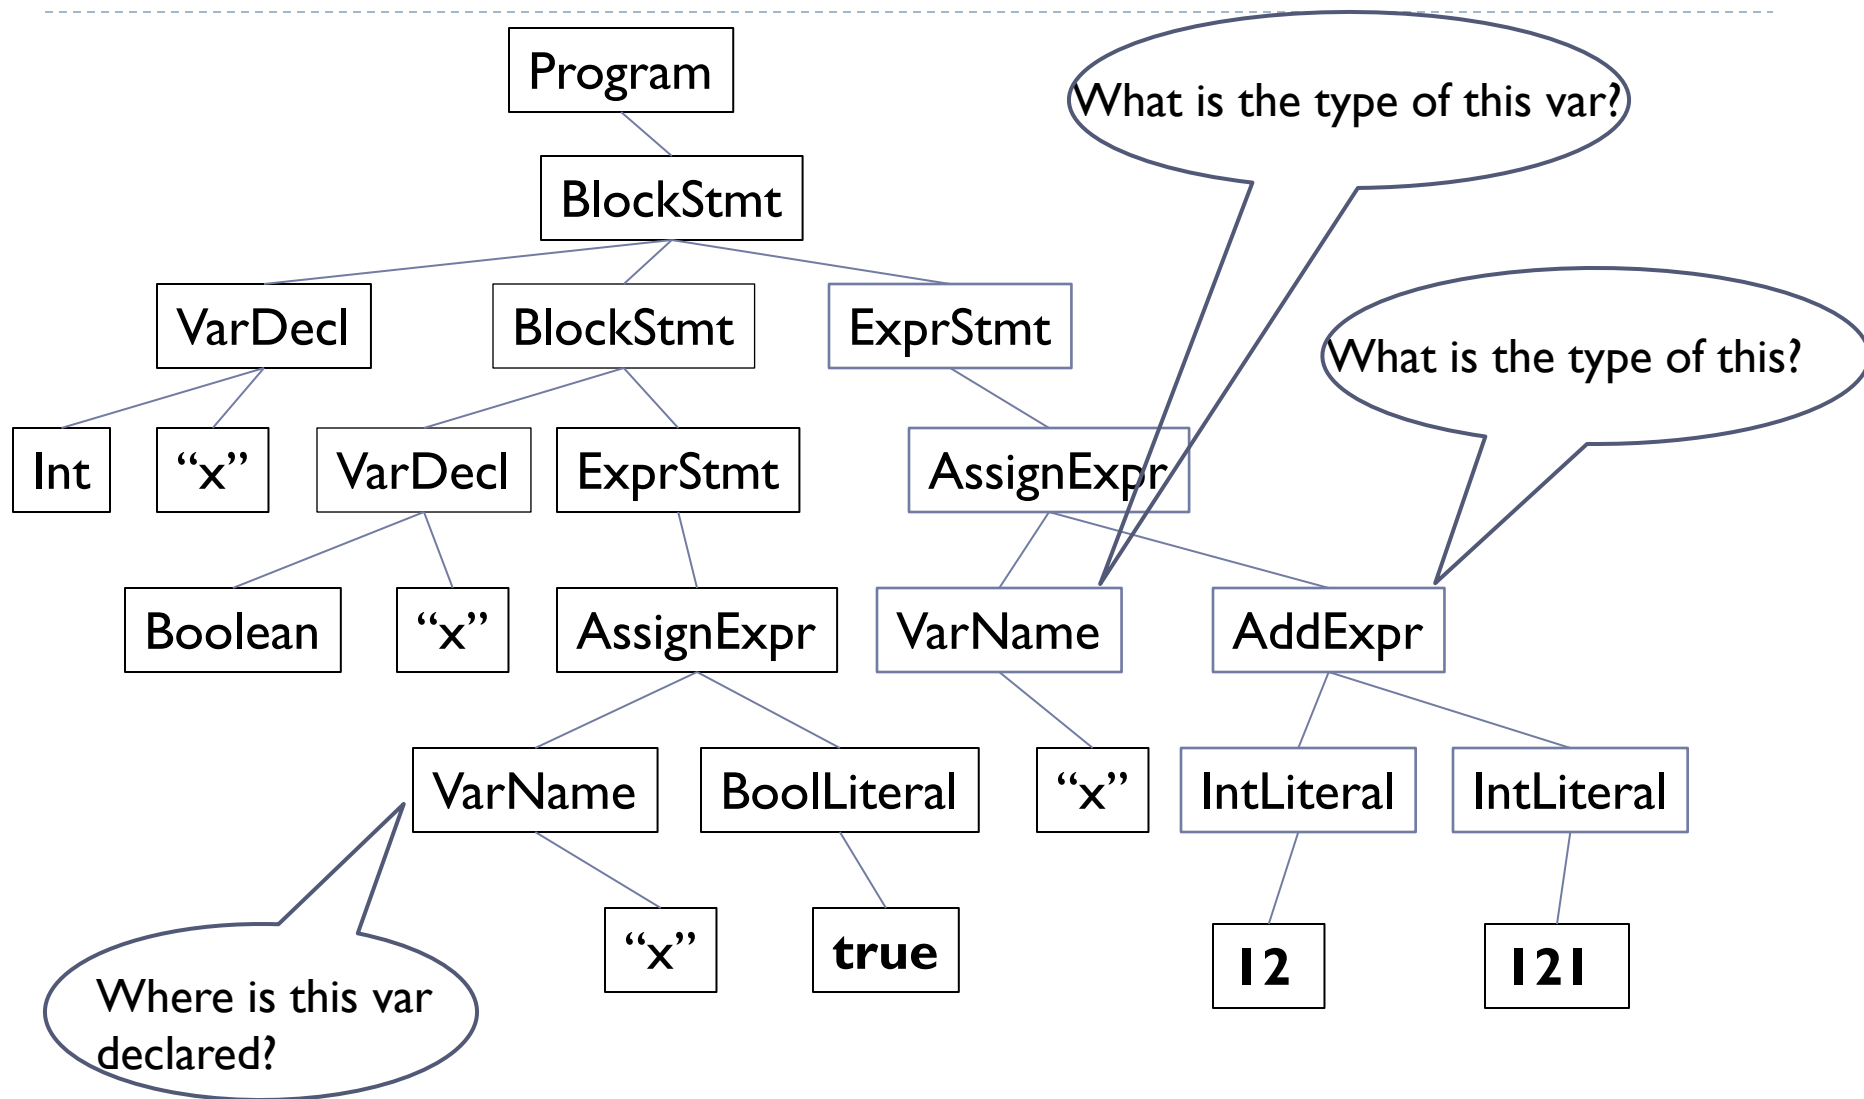 Program
What is the type of this var?
BlockStmt
VarDecl
BlockStmt
ExprStmt
What is the type of this?
Int
“x”
VarDecl
ExprStmt
AssignExpr
Boolean
“x”
AssignExpr
VarName
AddExpr
VarName
BoolLiteral
“x”
IntLiteral
IntLiteral
“x”
true
12
121
Where is this var
declared?